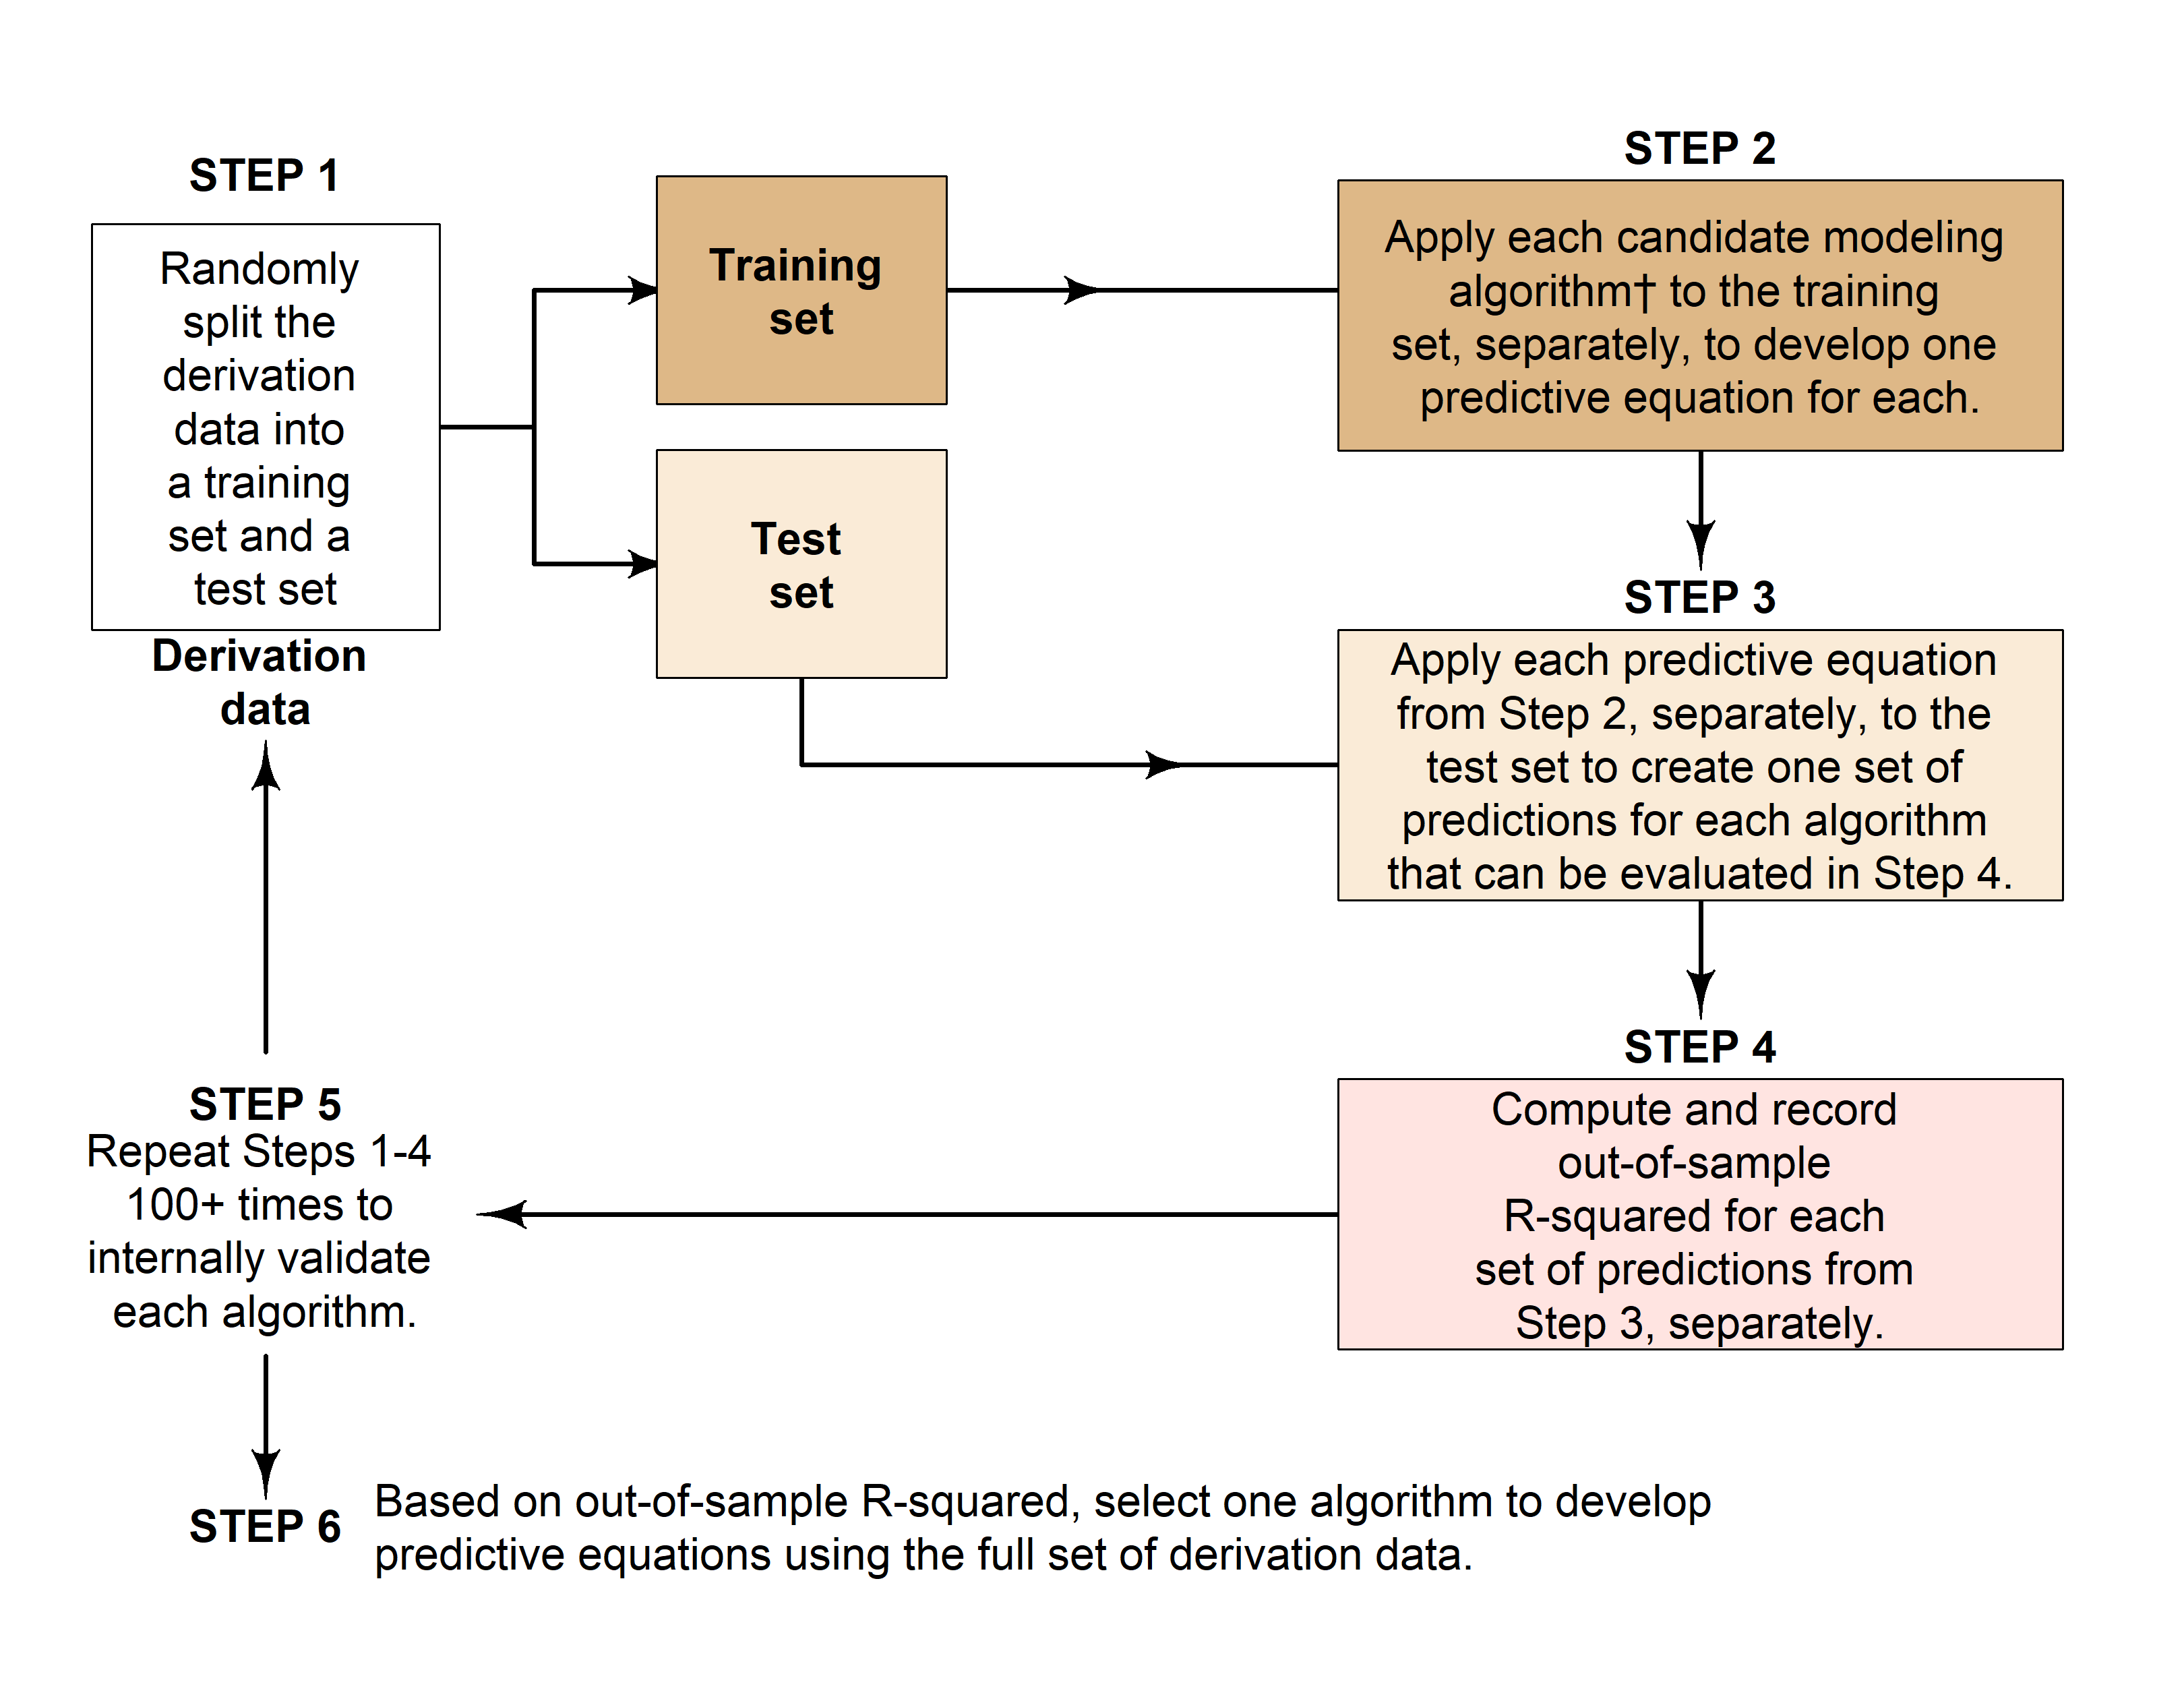 STEP 1
Randomly
split the
derivation
data into
a training
set and a
test set
Derivation
data
Training
set
Test
set
STEP 2
Apply each candidate modeling
algorithm† to the training
set, separately, to develop one
predictive equation for each.
STEP 3
Apply each predictive equation
from Step 2, separately, to the
test set to create one set of
predictions for each algorithm
that can be evaluated in Step 4.
STEP 4
Compute and record
out-of-sample
R-squared for each
set of predictions from
Step 3, separately.
STEP 5
Repeat Steps 1-4
100+ times to
internally validate
each algorithm.
STEP 6
Based on out-of-sample R-squared, select one algorithm to develop
predictive equations using the full set of derivation data.